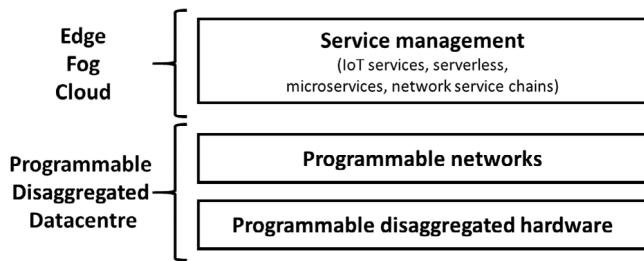 Edge
Fog
Cloud
Service management
(IoT services, serverless,
microservices, network service chains)
Programmable
Disaggregated
Datacentre
Programmable networks
Programmable disaggregated hardware